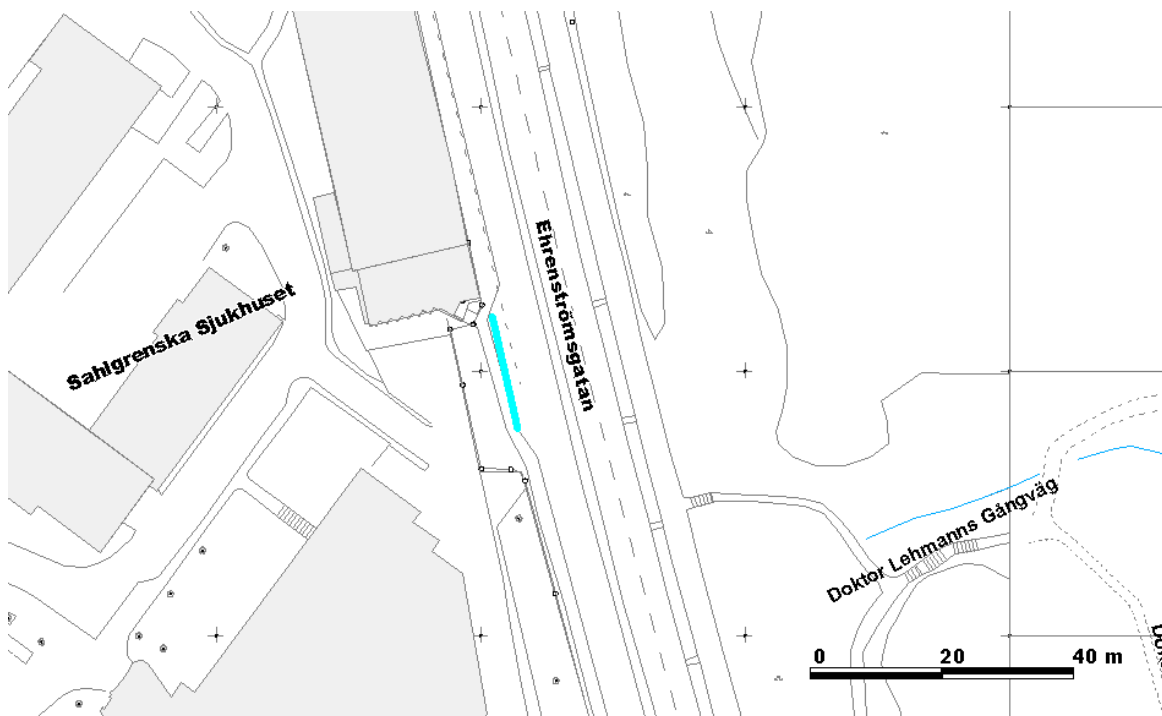 Ehrenströmsgatan
Sahlgrenska Sjukhuset
Doktor Lehmanns Gångväg
0 20 40 m